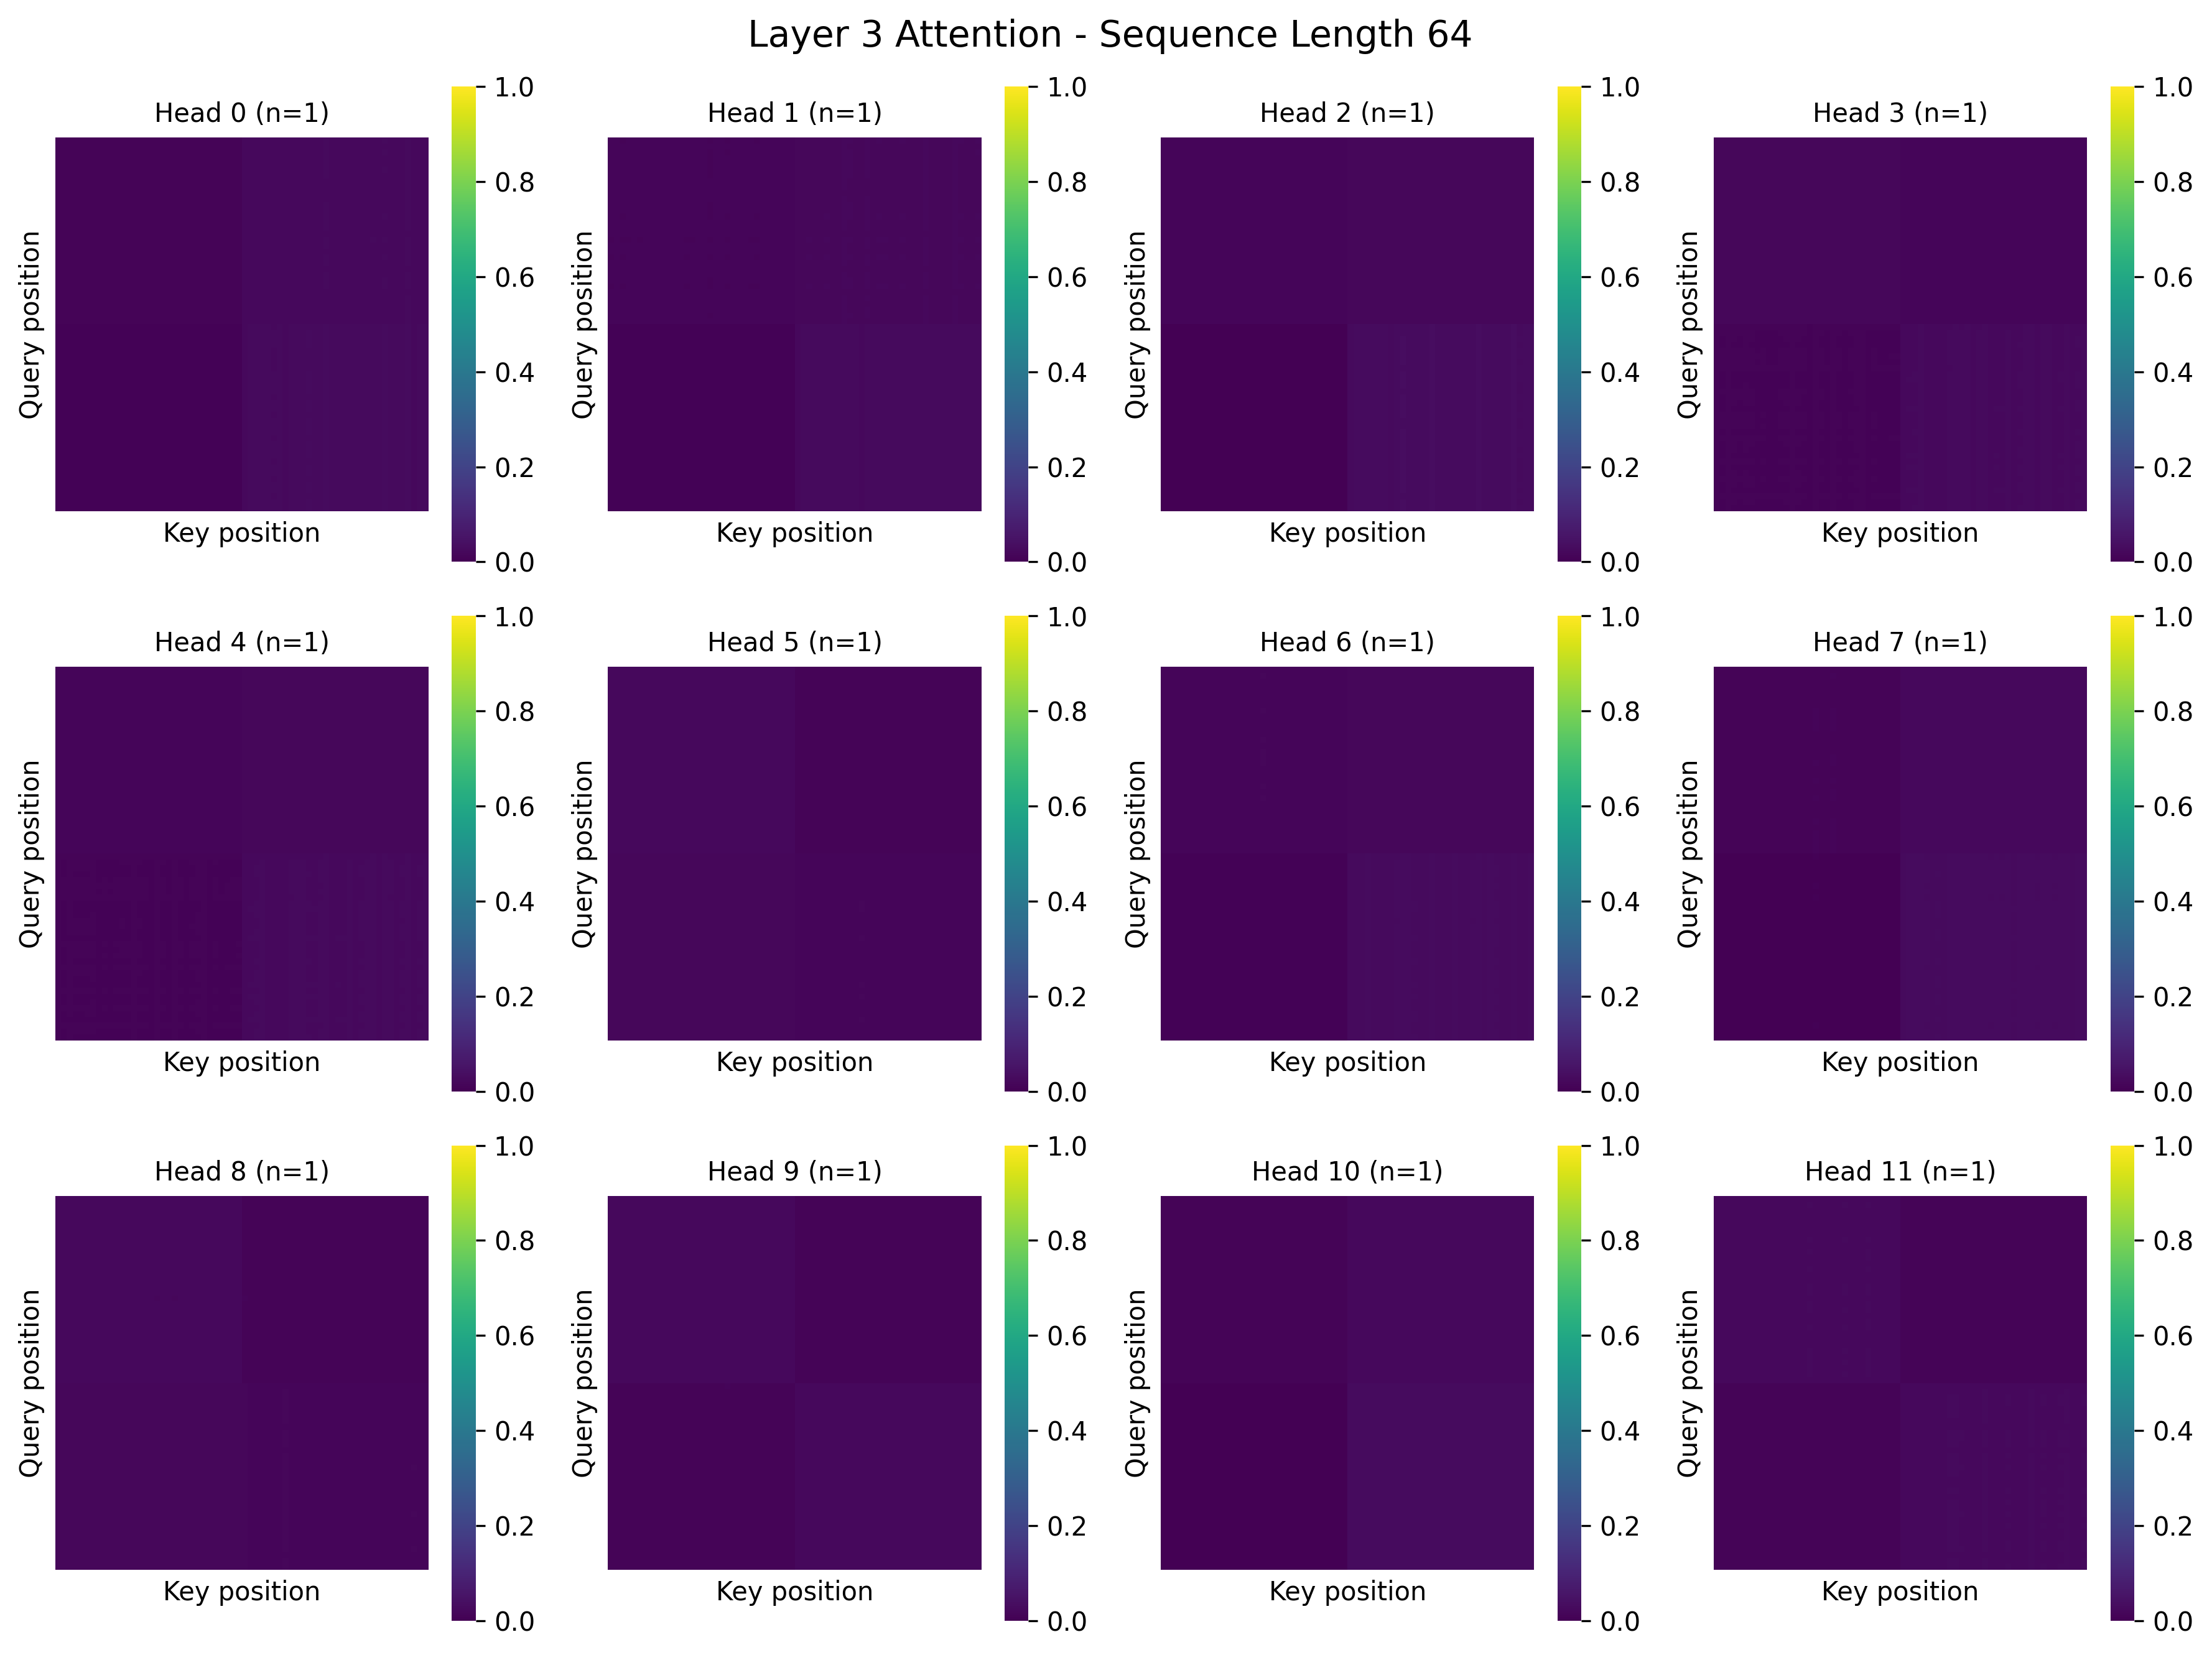 Layer 3 Attention - Sequence Length 64
Head 0 (n=1)
Query position
Key position
1.0
0.8
0.6
0.4
0.2
0.0
Head 1 (n=1)
Query position
Key position
1.0
0.8
0.6
0.4
0.2
0.0
Head 2 (n=1)
Query position
Key position
1.0
0.8
0.6
0.4
0.2
0.0
Head 3 (n=1)
Query position
Key position
1.0
0.8
0.6
0.4
0.2
0.0
Head 4 (n=1)
Query position
Key position
1.0
0.8
0.6
0.4
0.2
0.0
Head 5 (n=1)
Query position
Key position
1.0
0.8
0.6
0.4
0.2
0.0
Head 6 (n=1)
Query position
Key position
1.0
0.8
0.6
0.4
0.2
0.0
Head 7 (n=1)
Query position
Key position
1.0
0.8
0.6
0.4
0.2
0.0
Head 8 (n=1)
Query position
Key position
1.0
0.8
0.6
0.4
0.2
0.0
Head 9 (n=1)
Query position
Key position
1.0
0.8
0.6
0.4
0.2
0.0
Head 10 (n=1)
Query position
Key position
1.0
0.8
0.6
0.4
0.2
0.0
Head 11 (n=1)
Query position
Key position
1.0
0.8
0.6
0.4
0.2
0.0